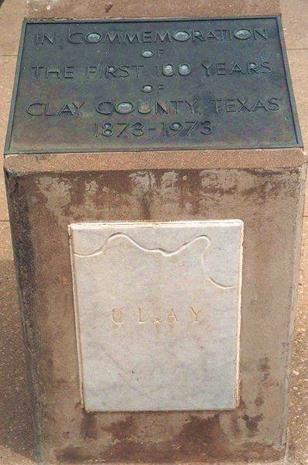 IN COMMEMORATION
OF
THE FIRST 100 YEARS
OF
CLAY COUNTY, TEXAS
1873-1973
CLAY